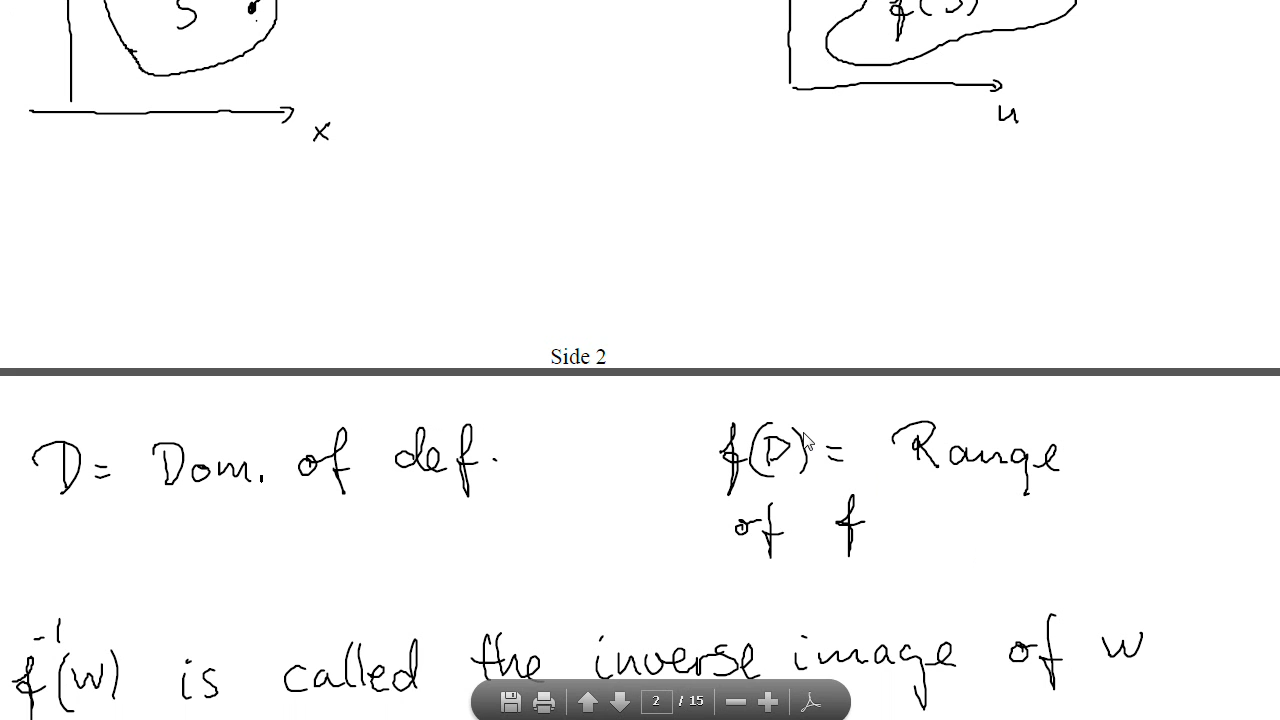 S f(S)
x u
Side 2
D = Dom. of def. f(D) = Range
of f
f⁻¹(w) is called the inverse image of w
2 / 15